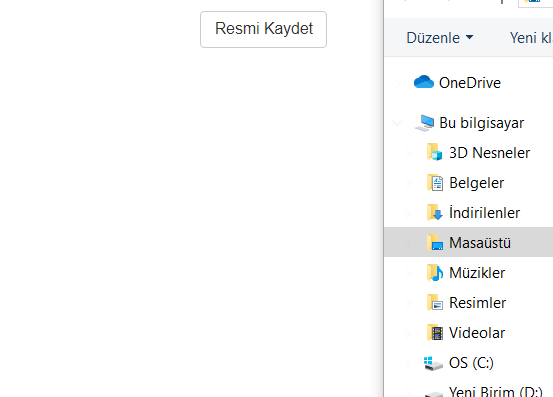 Resmi Kaydet
Düzenle
Yeni kl
OneDrive
Bu bilgisayar
3D Nesneler
Belgeler
İndirilenler
Masaüstü
Müzikler
Resimler
Videolar
OS (C:)
Yeni Birim (D:)